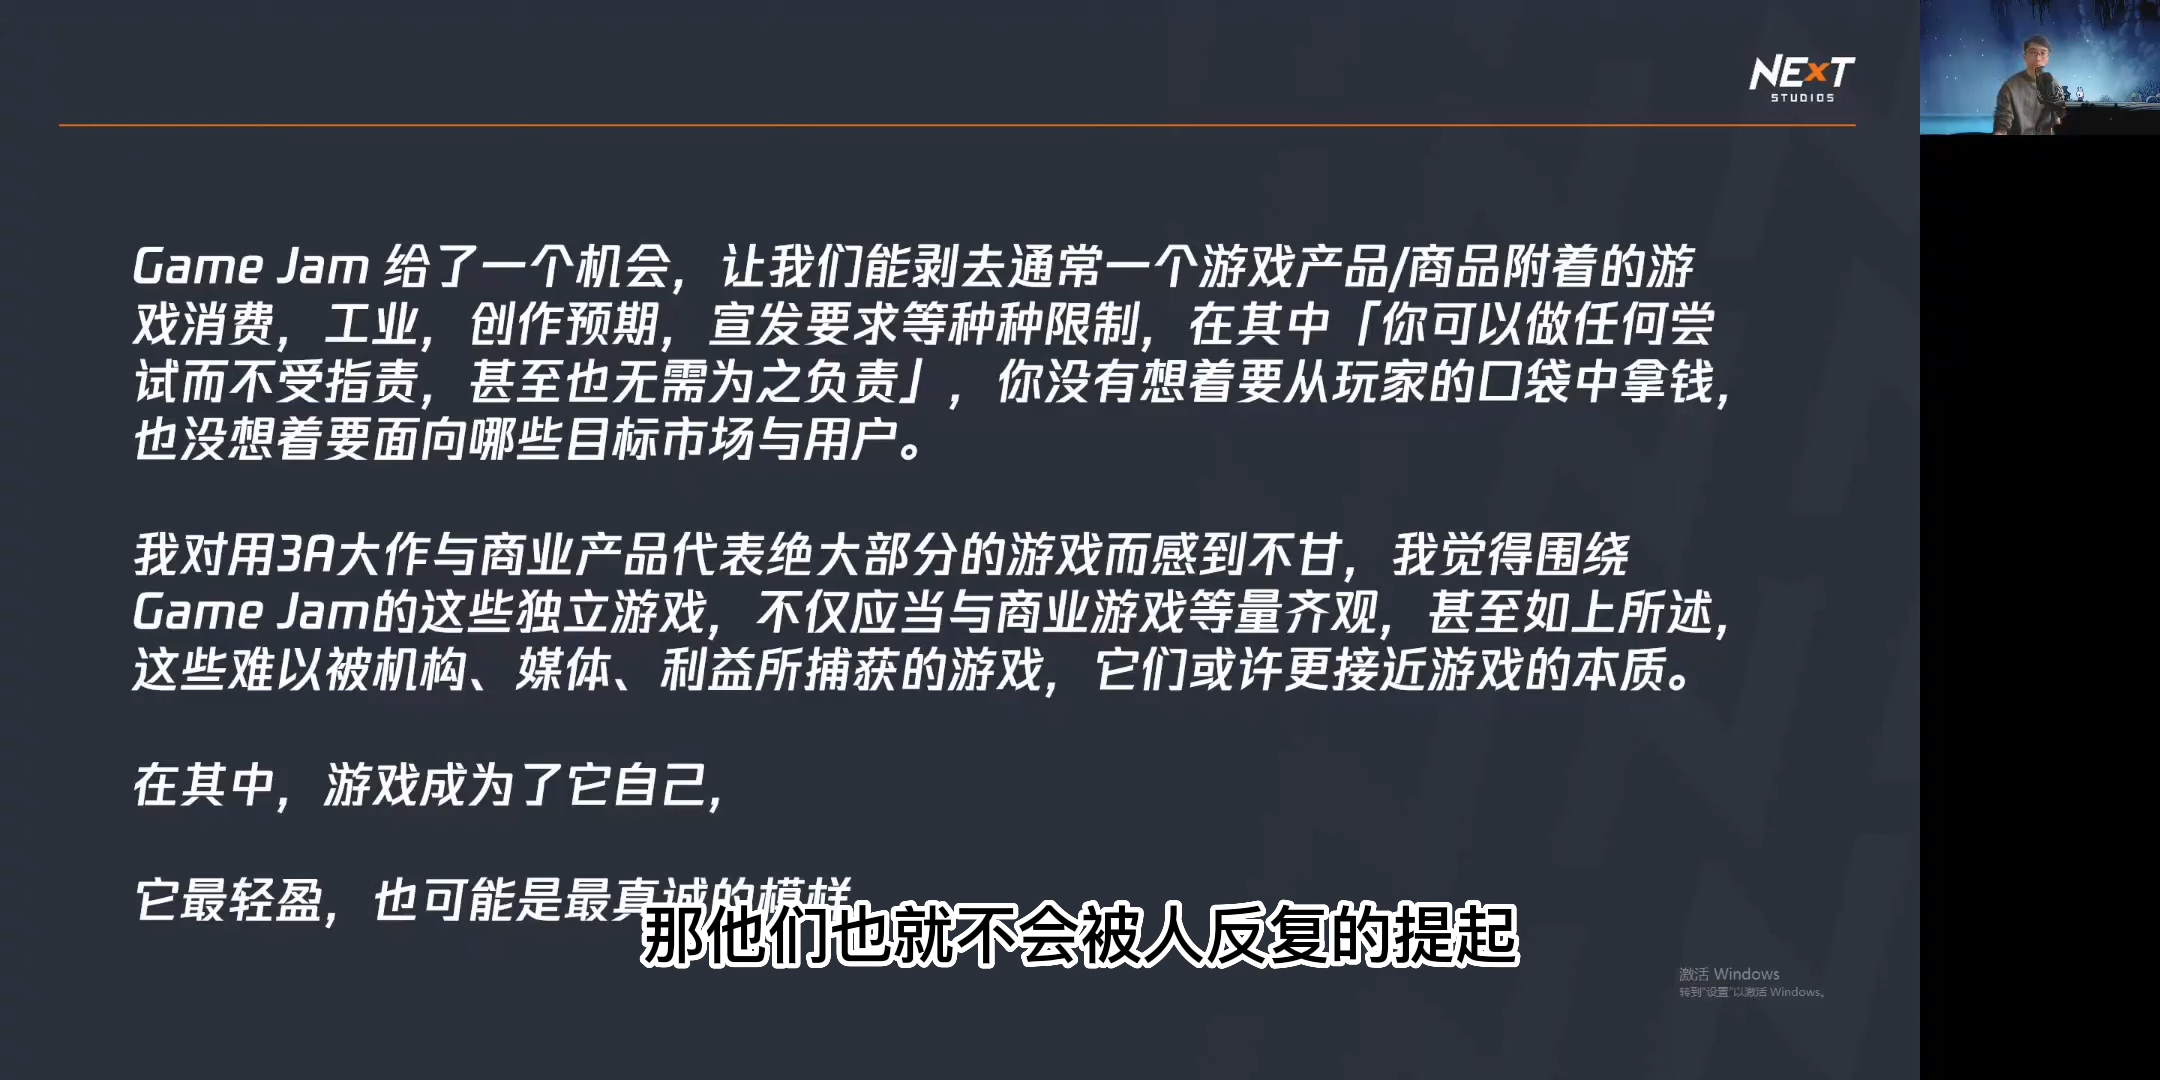 NExT
STUDIOS
Game Jam 给了一个机会，让我们能剥去通常一个游戏产品/商品附着的游
戏消费，工业，创作预期，宣发要求等种种限制，在其中「你可以做任何尝
试而不受指责，甚至也无需为之负责」，你没有想着要从玩家的口袋中拿钱，
也没想着要面向哪些目标市场与用户。
我对用3A大作与商业产品代表绝大部分的游戏而感到不甘，我觉得围绕
Game Jam的这些独立游戏，不仅应当与商业游戏等量齐观，甚至如上所述，
这些难以被机构、媒体、利益所捕获的游戏，它们或许更接近游戏的本质。
在其中，游戏成为了它自己，
它最轻盈，也可能是最真诚的模样
那他们也就不会被人反复的提起
激活 Windows
转到"设置"以激活 Windows。